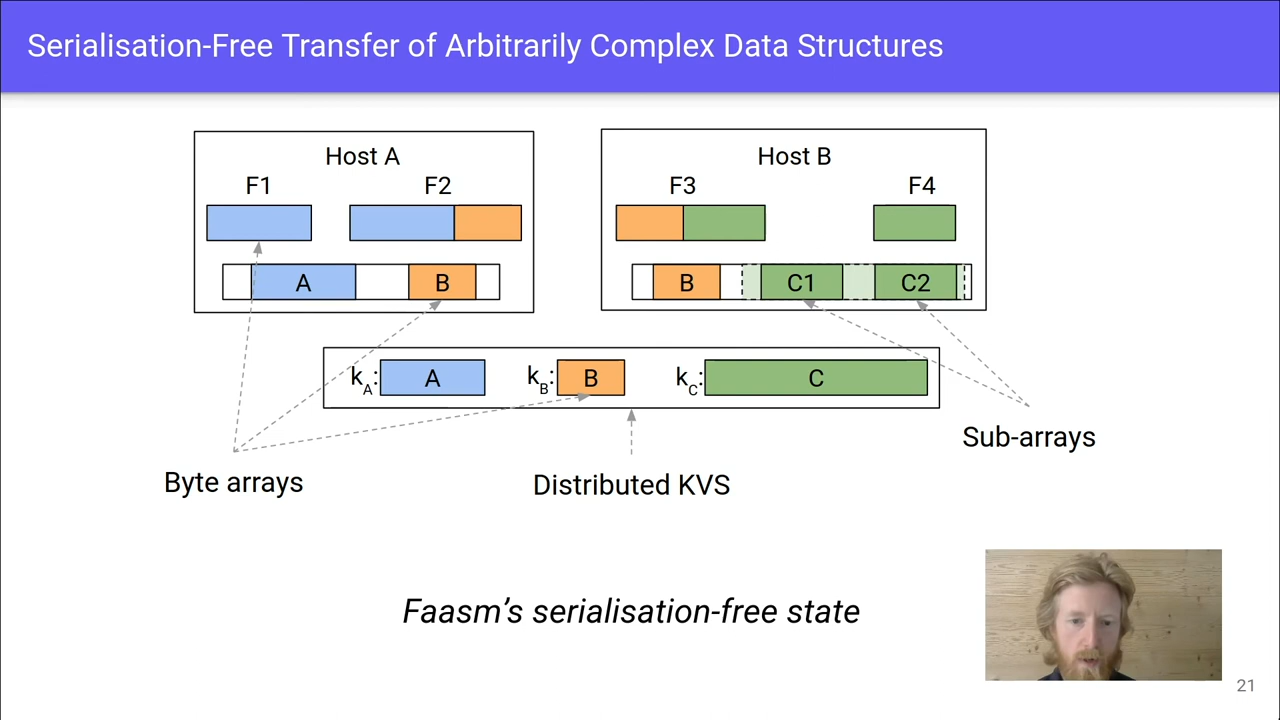 Serialisation-Free Transfer of Arbitrarily Complex Data Structures
Host A
F1 F2
A B
Host B
F3 F4
B C1 C2
kA: A kB: B kC: C
Sub-arrays
Byte arrays
Distributed KVS
Faasm's serialisation-free state
21